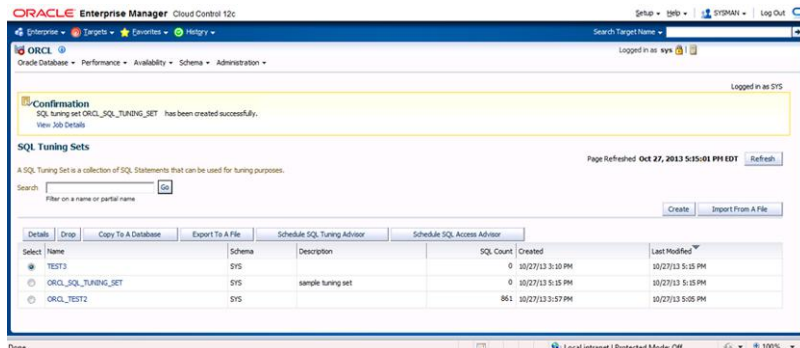 ORACLE Enterprise Manager Cloud Control 12c
Setup Help SYSMAN Log Out
Enterprise Targets Favorites History Search Target Name
ORCL Logged in as sys
Oracle Database Performance Availability Schema Administration
Logged in as SYS
Confirmation
SQL tuning set ORCL_SQL_TUNING_SET has been created successfully.
View Job Details
SQL Tuning Sets
Page Refreshed Oct 27, 2013 5:15:01 PM EDT Refresh
A SQL Tuning Set is a collection of SQL Statements that can be used for tuning purposes.
Search Go
Filter on a name or partial name
Create Import From A File
Details Drop Copy To A Database Export To A File Schedule SQL Tuning Advisor Schedule SQL Access Advisor
Select Name Schema Description SQL Count Created Last Modified
TEST3 SYS 0 10/27/13 3:10 PM 10/27/13 5:15 PM
ORCL_SQL_TUNING_SET SYS sample tuning set 0 10/27/13 5:15 PM 10/27/13 5:15 PM
ORCL_TEST2 SYS 861 10/27/13 3:57 PM 10/27/13 5:05 PM
Done Local intranet | Protected Mode: Off 100%